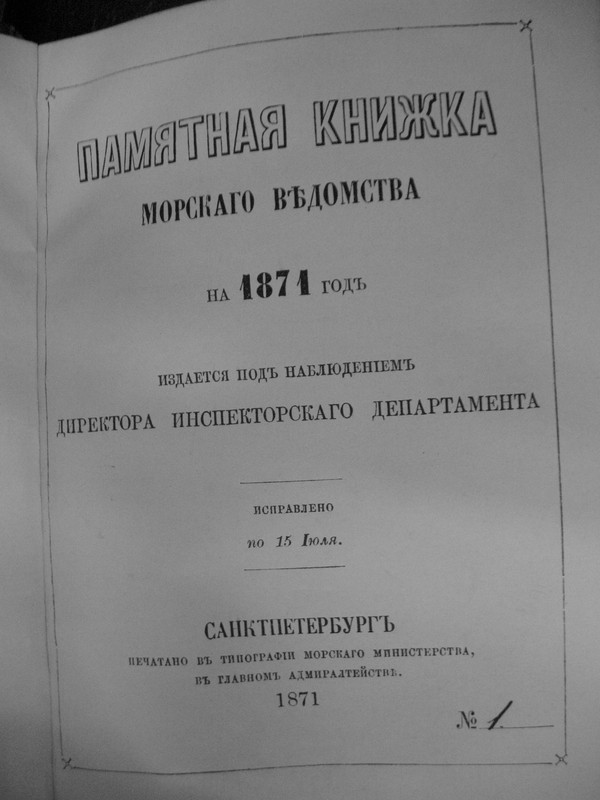 ПАМЯТНАЯ КНИЖКА
МОРСКАГО ВѢДОМСТВА
НА 1871 ГОДЪ
ИЗДАЕТСЯ ПОДЪ НАБЛЮДЕНІЕМЪ
ДИРЕКТОРА ИНСПЕКТОРСКАГО ДЕПАРТАМЕНТА
ИСПРАВЛЕНО
по 15 Іюля.
САНКТПЕТЕРБУРГЪ
ПЕЧАТАНО ВЪ ТИПОГРАФІИ МОРСКАГО МИНИСТЕРСТВА,
ВЪ ГЛАВНОМЪ АДМИРАЛТЕЙСТВѢ.
1871
№ 1.